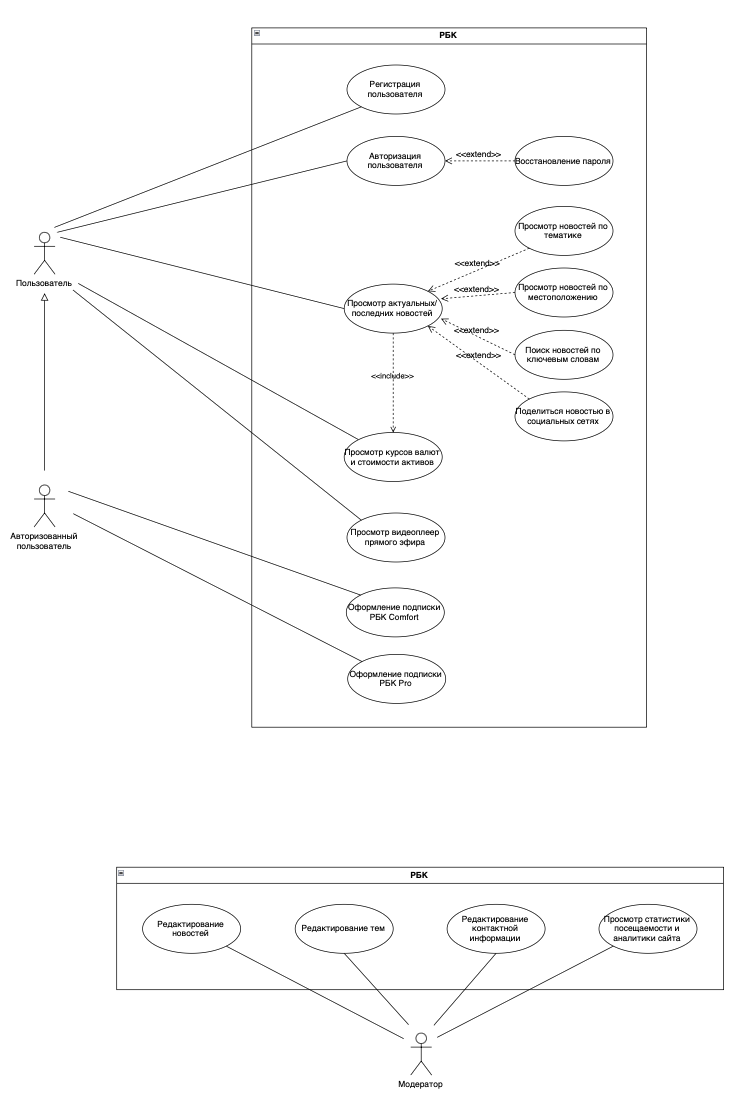 РБК
Регистрация
пользователя
Авторизация
пользователя
<<extend>>
Восстановление пароля
Просмотр новостей по
тематике
<<extend>>
Пользователь
Просмотр актуальных/
последних новостей
<<extend>>
Просмотр новостей по
местоположению
<<extend>>
Поиск новостей по
ключевым словам
<<extend>>
<<include>>
Поделиться новостью в
социальных сетях
Просмотр курсов валют
и стоимости активов
Авторизованный
пользователь
Просмотр видеоплеер
прямого эфира
Оформление подписки
РБК Comfort
Оформление подписки
РБК Pro
РБК
Редактирование
новостей
Редактирование тем
Редактирование
контактной
информации
Просмотр статистики
посещаемости и
аналитики сайта
Модератор